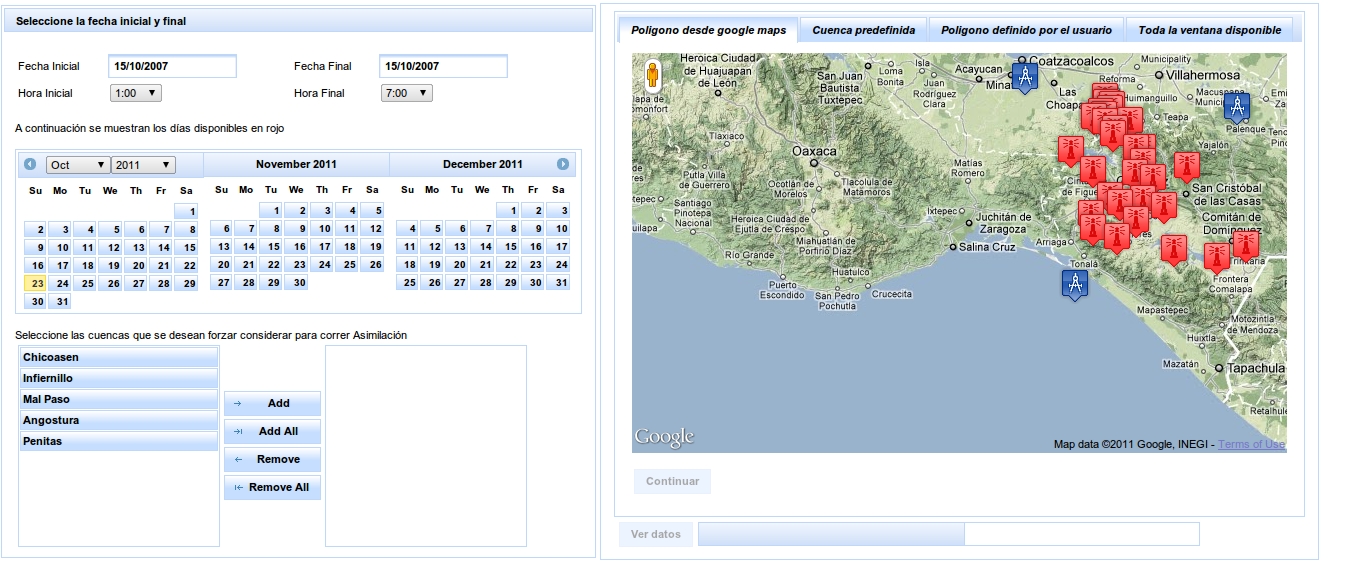 Seleccione la fecha inicial y final
Fecha Inicial 15/10/2007 Fecha Final 15/10/2007
Hora Inicial 1:00 Hora Final 7:00
A continuación se muestran los días disponibles en rojo
Oct 2011 November 2011 December 2011
Su Mo Tu We Th Fr Sa Su Mo Tu We Th Fr Sa Su Mo Tu We Th Fr Sa
1 1 2 3 4 5 1 2 3
2 3 4 5 6 7 8 6 7 8 9 10 11 12 4 5 6 7 8 9 10
9 10 11 12 13 14 15 13 14 15 16 17 18 19 11 12 13 14 15 16 17
16 17 18 19 20 21 22 20 21 22 23 24 25 26 18 19 20 21 22 23 24
23 24 25 26 27 28 29 27 28 29 30 25 26 27 28 29 30 31
30 31
Seleccione las cuencas que se desean forzar considerar para correr Asimilación
Chicoasen
Infiernillo
Mal Paso
Angostura
Penitas
Add
Add All
Remove
Remove All
Poligono desde google maps Cuenca predefinida Poligono definido por el usuario Toda la ventana disponible
Heroica Ciudad
de Huajuapan
de León
San Juan
Bautista
Tuxtepec
Loma
Bonita
Isla
Juan
Rodríguez
Clara
Acayucan
Coatzacoalcos
Las
Municipality
Villahermosa
Reforma
Humanguillo
Teapa
Palenque
Yajalón
Tlaxiaco
Oaxaca
Putla Villa
de Guerrero
Ocotlán de
Morelos
Tlacolula de
Matamoros
Matías
Romero
San Cristóbal
de las Casas
Santiago
Pinotepa
Nacional
Heroica Ciudad de
Ejutla de Crespo
Ixtepec
Juchitán de
Zaragoza
Comitán de
Miahuatlán de
Porfirio Díaz
Salina Cruz
Arriaga
Río Grande
Tonalá
Huatulco
Puerto
Escondido
San Pedro
Pochutla
Crucecita
Frontera
Comalapa
Mapastepec
Motozintla
de Mendoza
Huixtla
Mazatán
Tapachula
Google
Map data ©2011 Google, INEGI - Terms of Use
Continuar
Ver datos